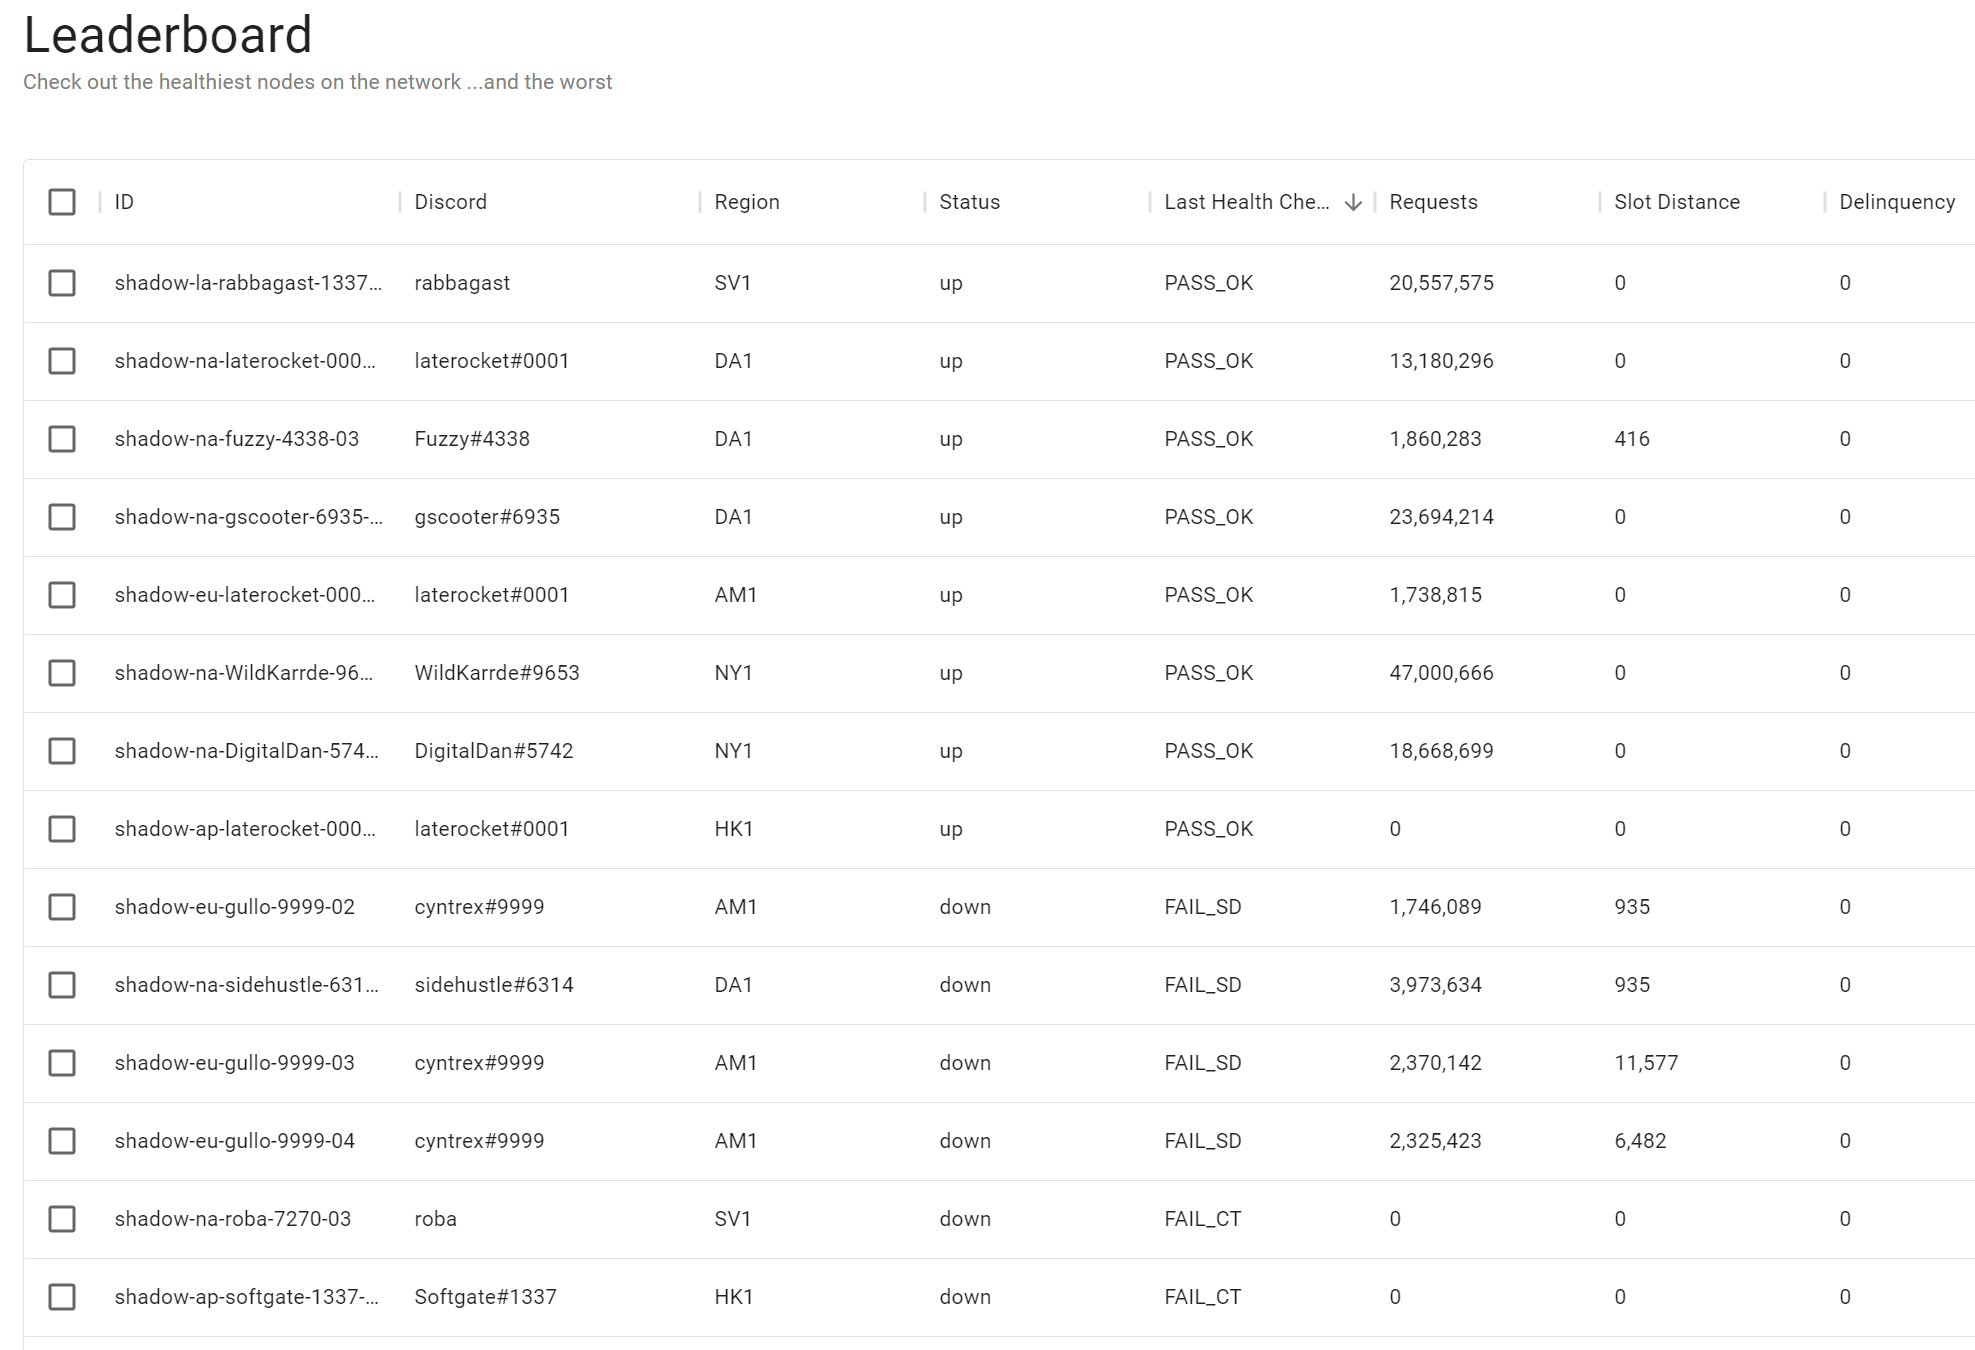 Leaderboard
Check out the healthiest nodes on the network ...and the worst
ID Discord Region Status Last Health Che... Requests Slot Distance Delinquency
shadow-la-rabbagast-1337... rabbagast SV1 up PASS_OK 20,557,575 0 0
shadow-na-laterocket-000... laterocket#0001 DA1 up PASS_OK 13,180,296 0 0
shadow-na-fuzzy-4338-03 Fuzzy#4338 DA1 up PASS_OK 1,860,283 416 0
shadow-na-gscooter-6935-... gscooter#6935 DA1 up PASS_OK 23,694,214 0 0
shadow-eu-laterocket-000... laterocket#0001 AM1 up PASS_OK 1,738,815 0 0
shadow-na-WildKarrde-96... WildKarrde#9653 NY1 up PASS_OK 47,000,666 0 0
shadow-na-DigitalDan-574... DigitalDan#5742 NY1 up PASS_OK 18,668,699 0 0
shadow-ap-laterocket-000... laterocket#0001 HK1 up PASS_OK 0 0 0
shadow-eu-gullo-9999-02 cyntrex#9999 AM1 down FAIL_SD 1,746,089 935 0
shadow-na-sidehustle-631... sidehustle#6314 DA1 down FAIL_SD 3,973,634 935 0
shadow-eu-gullo-9999-03 cyntrex#9999 AM1 down FAIL_SD 2,370,142 11,577 0
shadow-eu-gullo-9999-04 cyntrex#9999 AM1 down FAIL_SD 2,325,423 6,482 0
shadow-na-roba-7270-03 roba SV1 down FAIL_CT 0 0 0
shadow-ap-softgate-1337-... Softgate#1337 HK1 down FAIL_CT 0 0 0